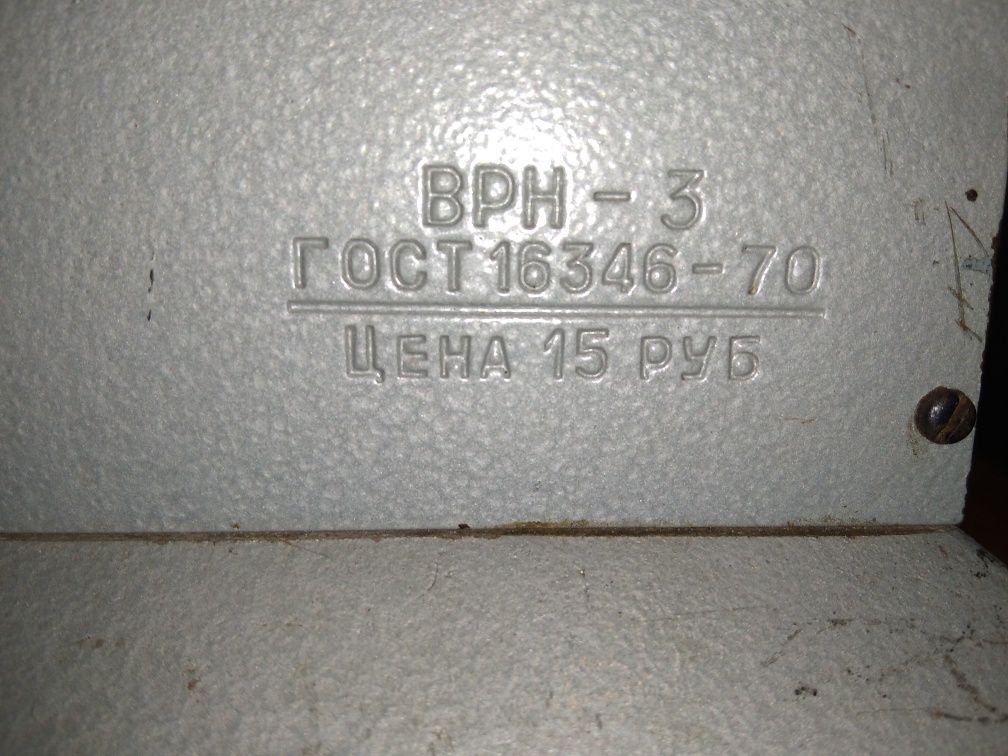 ВРН - 3
ГОСТ 16346-70
ЦЕНА 15 РУБ